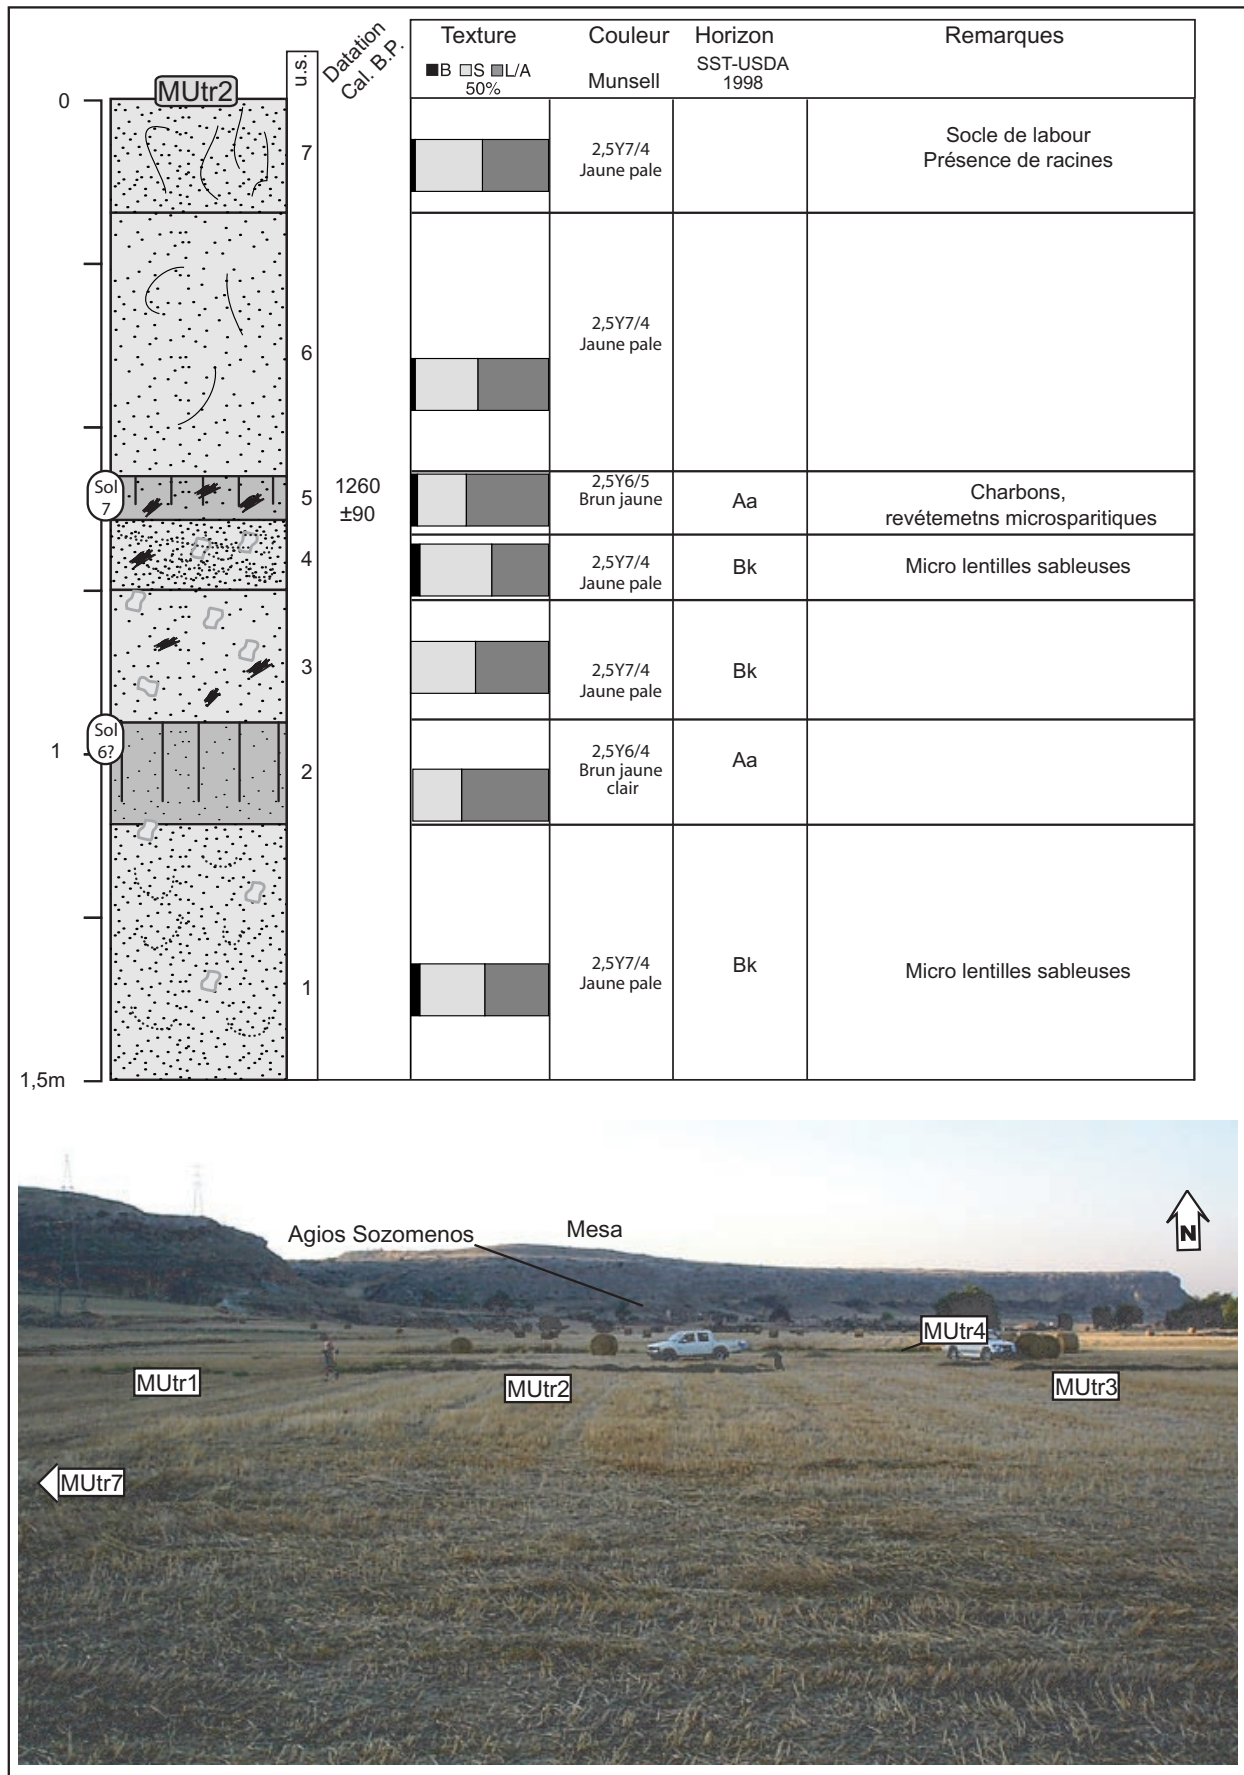 Texture Couleur Horizon Remarques
■B □S ■L/A
50%
Munsell
SST-USDA
1998
u.s.
Datation
Cal. B.P.
MUtr2
0
7
2,5Y7/4
Jaune pale
Socle de labour
Présence de racines
6
2,5Y7/4
Jaune pale
Sol
7
5
1260
±90
2,5Y6/5
Brun jaune
Aa
Charbons,
revétemetns microsparitiques
4
2,5Y7/4
Jaune pale
Bk
Micro lentilles sableuses
3
2,5Y7/4
Jaune pale
Bk
Sol
6?
1
2
2,5Y6/4
Brun jaune
clair
Aa
1
2,5Y7/4
Jaune pale
Bk
Micro lentilles sableuses
1,5m
Agios Sozomenos
Mesa
N
MUtr4
MUtr1
MUtr2
MUtr3
MUtr7